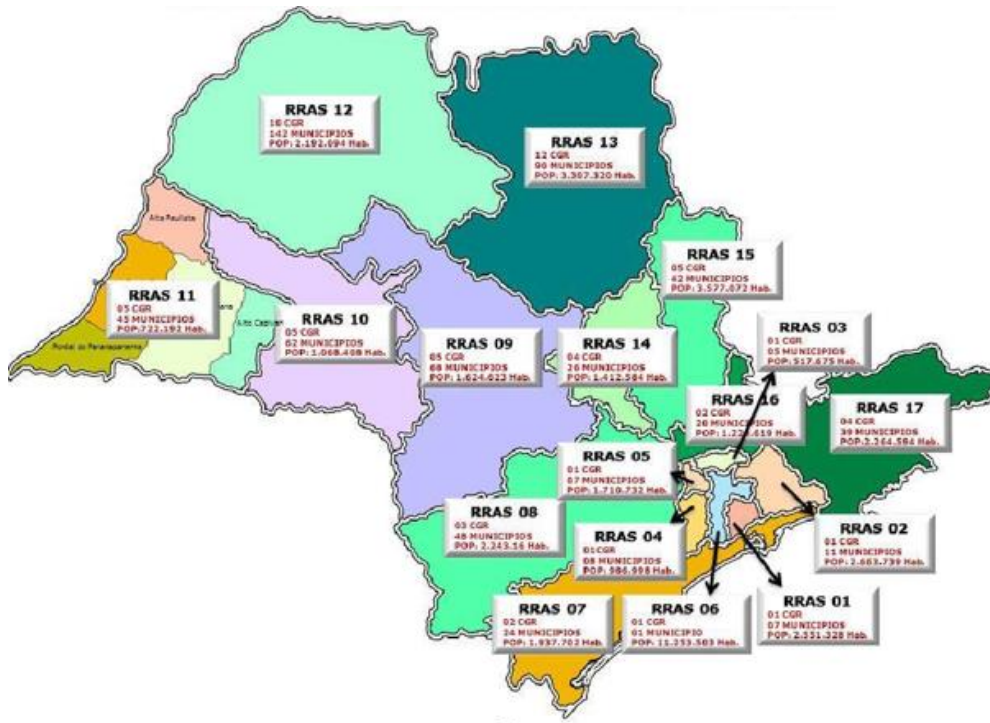 RRAS 12
10 CGR
142 MUNICIPIOS
POP: 2.192.094 Hab.
RRAS 13
12 CGR
90 MUNICIPIOS
POP: 3.307.320 Hab.
RRAS 15
05 CGR
42 MUNICIPIOS
POP: 3.577.072 Hab.
Alta Paulista
RRAS 11
05 CGR
45 MUNICIPIOS
POP:722.192 Hab.
Alto Capivari
Pontal do Paranapanema
RRAS 10
05 CGR
62 MUNICIPIOS
POP: 1.068.408 Hab.
RRAS 09
05 CGR
68 MUNICIPIOS
POP: 1.624.623 Hab.
RRAS 14
04 CGR
26 MUNICIPIOS
POP: 1.412.584 Hab.
RRAS 03
01 CGR
05 MUNICIPIOS
POP: 517.675 Hab.
RRAS 16
02 CGR
20 MUNICIPIOS
RRAS 17
04 CGR
39 MUNICIPIOS
POP:2.264.594 Hab.
RRAS 05
01 CGR
07 MUNICIPIOS
POP: 1.710.732 Hab.
RRAS 08
03 CGR
48 MUNICIPIOS
POP: 2.243.16 Hab.
RRAS 04
01CGR
08 MUNICIPIOS
POP: 986.998 Hab.
RRAS 02
01 CGR
11 MUNICIPIOS
POP: 2.663.739 Hab.
RRAS 07
02 CGR
24 MUNICIPIOS
POP: 1.937.702 Hab.
RRAS 06
01 CGR
01 MUNICIPIO
POP: 11.253.503 Hab.
RRAS 01
01 CGR
07 MUNICIPIOS
POP: 2.551.328 Hab.